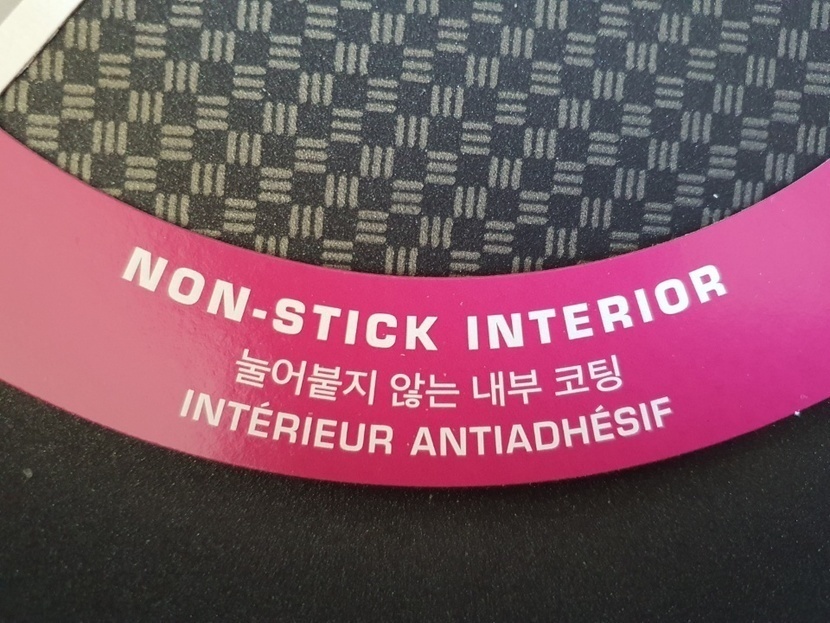 NON-STICK INTERIOR
눌어붙지 않는 내부 코팅
INTÉRIEUR ANTIADHÉSIF